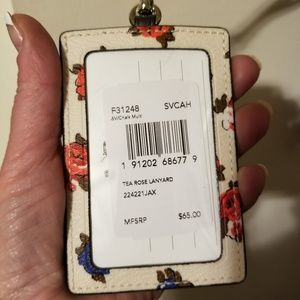 F31248 SVCAH
SV/Chalk Multi
1 91202 68677 9
TEA ROSE LANYARD
224221JAX
MFSRP $65.00